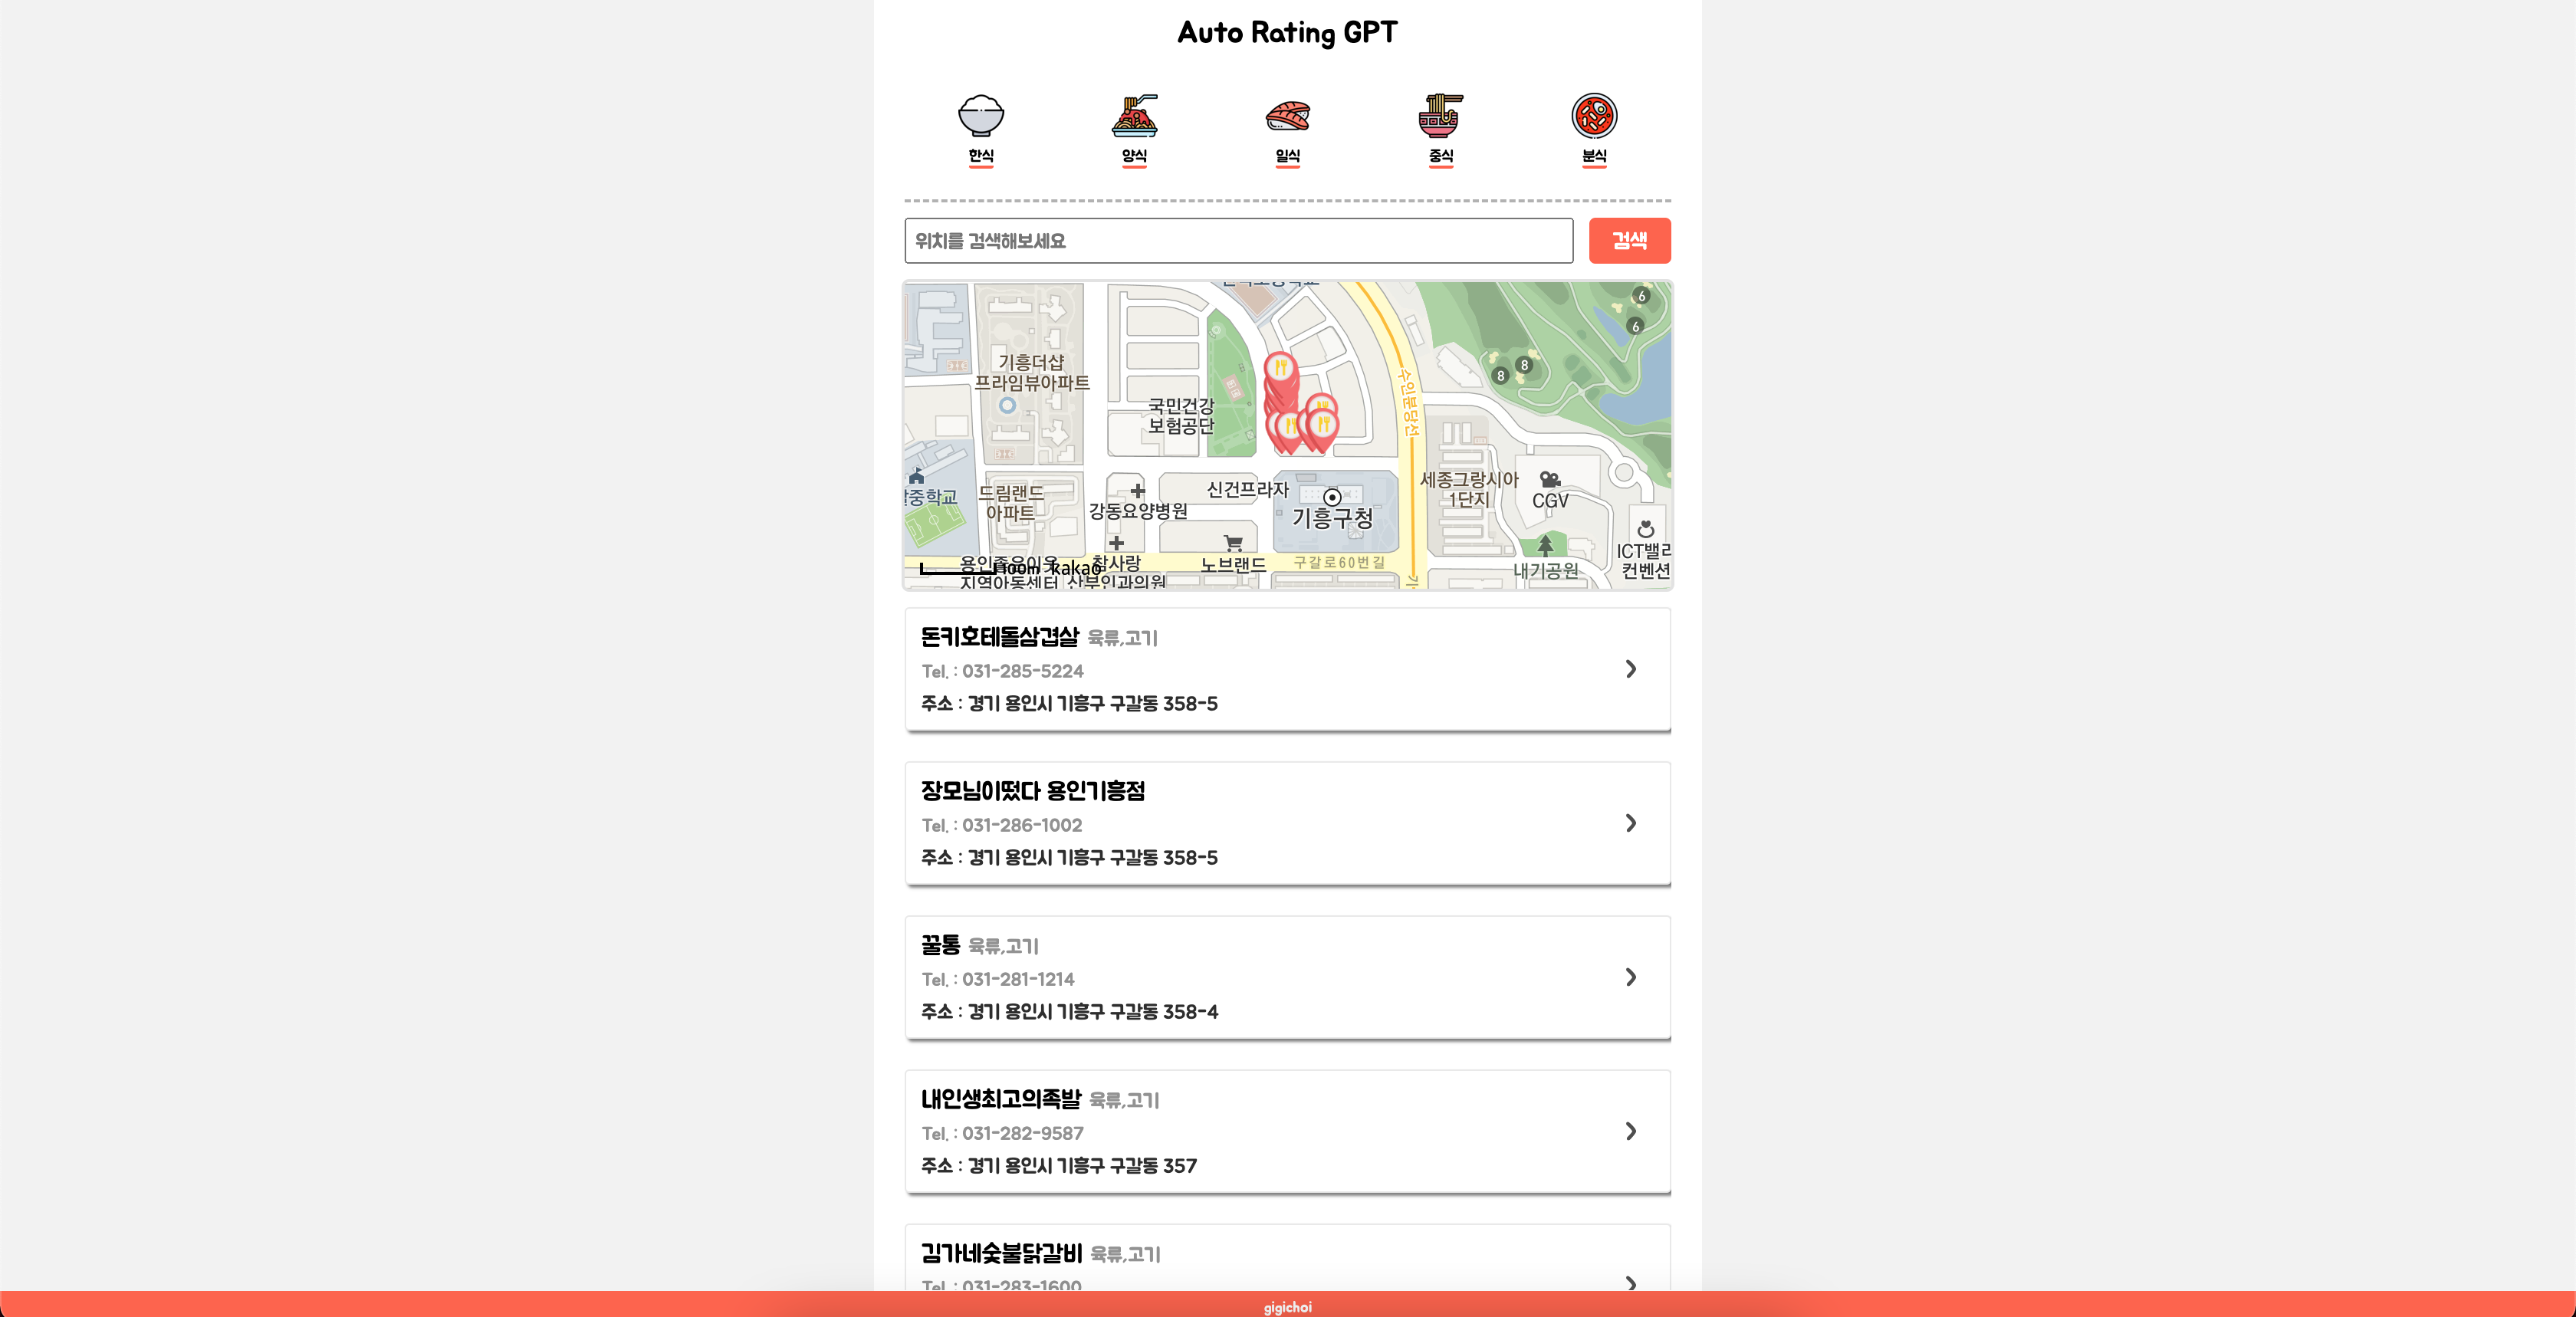 Auto Rating GPT
한식
양식
일식
중식
분식
위치를 검색해보세요
검색
6
6
8
8
기흥더샵
프라임뷰아파트
국민건강
보험공단
수인분당선
중학교
드림랜드
아파트
강동요양병원
신건프라자
기흥구청
세종그랑시아
1단지
CGV
용인좋은이웃
지역아동센터
100m
kakao
참사랑
산부인과의원
노브랜드
구갈로60번길
내기공원
ICT밸리
컨벤션
돈키호테돌삼겹살 육류,고기
Tel. : 031-285-5224
주소 : 경기 용인시 기흥구 구갈동 358-5
장모님이떴다 용인기흥점
Tel. : 031-286-1002
주소 : 경기 용인시 기흥구 구갈동 358-5
꿀통 육류,고기
Tel. : 031-281-1214
주소 : 경기 용인시 기흥구 구갈동 358-4
내인생최고의족발 육류,고기
Tel. : 031-282-9587
주소 : 경기 용인시 기흥구 구갈동 357
김가네숯불닭갈비 육류,고기
Tel. : 031-283-1600
gigichoi